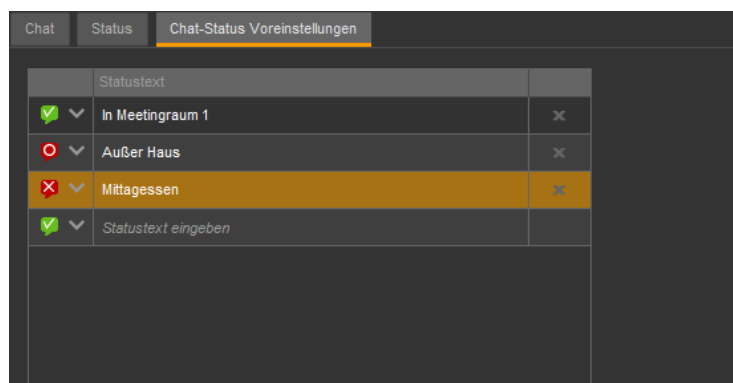 Chat Status Chat-Status Voreinstellungen
Statustext
In Meetingraum 1
Außer Haus
Mittagessen
Statustext eingeben